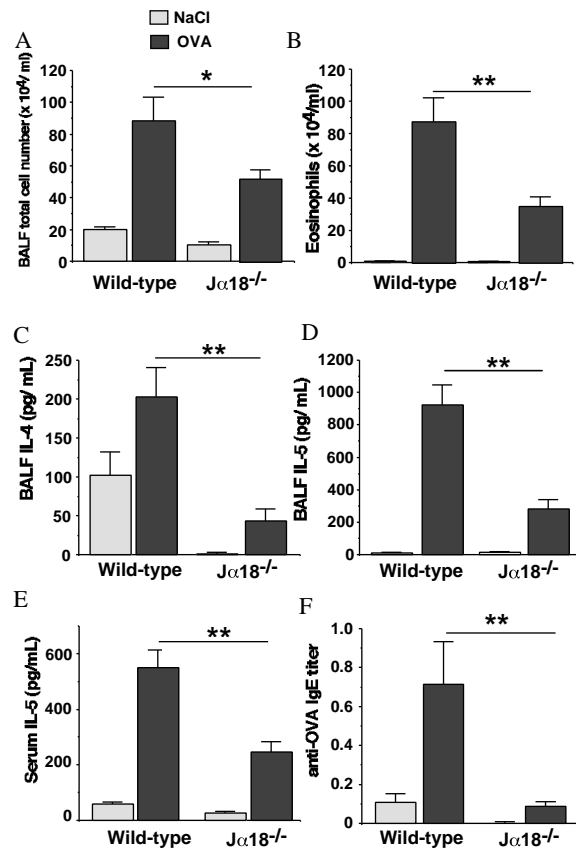 NaCl
OVA
A
BALF total cell number (x 10⁴/ ml)
120
100
80
60
40
20
0
*
Wild-type
Jα18-/-
B
Eosinophils (x 10⁴/ml)
120
100
80
60
40
20
0
**
Wild-type
Jα18-/-
C
BALF IL-4 (pg/ mL)
250
200
150
100
50
0
**
Wild-type
Jα18-/-
D
BALF IL-5 (pg/ mL)
1200
1000
800
600
400
200
0
**
Wild-type
Jα18-/-
E
Serum IL-5 (pg/mL)
600
400
200
0
**
Wild-type
Jα18-/-
F
anti-OVA IgE titer
1.0
0.8
0.6
0.4
0.2
0
**
Wild-type
Jα18-/-